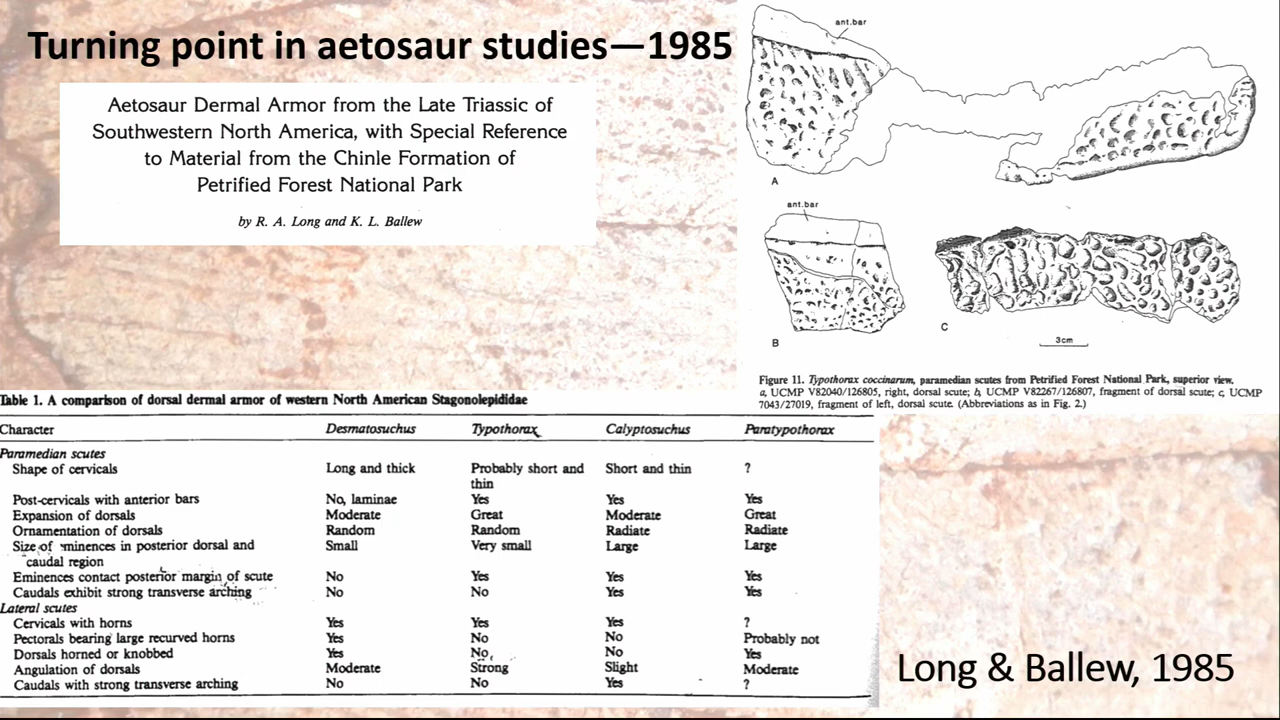 Turning point in aetosaur studies—1985
Aetosaur Dermal Armor from the Late Triassic of
Southwestern North America, with Special Reference
to Material from the Chinle Formation of
Petrified Forest National Park
by R. A. Long and K. L. Ballew
ant.bar
A
ant.bar
B
C
3cm
Figure 11. Typothorax coccinarum, paramedian scutes from Petrified Forest National Park, superior view.
a, UCMP V82040/126805, right, dorsal scute; b, UCMP V82267/126807, fragment of dorsal scute; c, UCMP
7043/27019, fragment of left, dorsal scute. (Abbreviations as in Fig. 2.)
Table 1. A comparison of dorsal dermal armor of western North American Stagonolepididae
Character Desmatosuchus Typothorax Calyptosuchus Paratypothorax
Paramedian scutes
Shape of cervicals Long and thick Probably short and Short and thin ?
thin
Post-cervicals with anterior bars No, laminae Yes Yes Yes
Expansion of dorsals Moderate Great Moderate Great
Ornamentation of dorsals Random Random Radiate Radiate
Size of eminences in posterior dorsal and Small Very small Large Large
caudal region
Eminences contact posterior margin of scute No Yes Yes Yes
Caudals exhibit strong transverse arching No No Yes Yes
Lateral scutes
Cervicals with horns Yes Yes Yes ?
Pectorals bearing large recurved horns Yes No No Probably not
Dorsals horned or knobbed Yes No No Yes
Angulation of dorsals Moderate Strong Slight Moderate
Caudals with strong transverse arching No No Yes ?
Long & Ballew, 1985